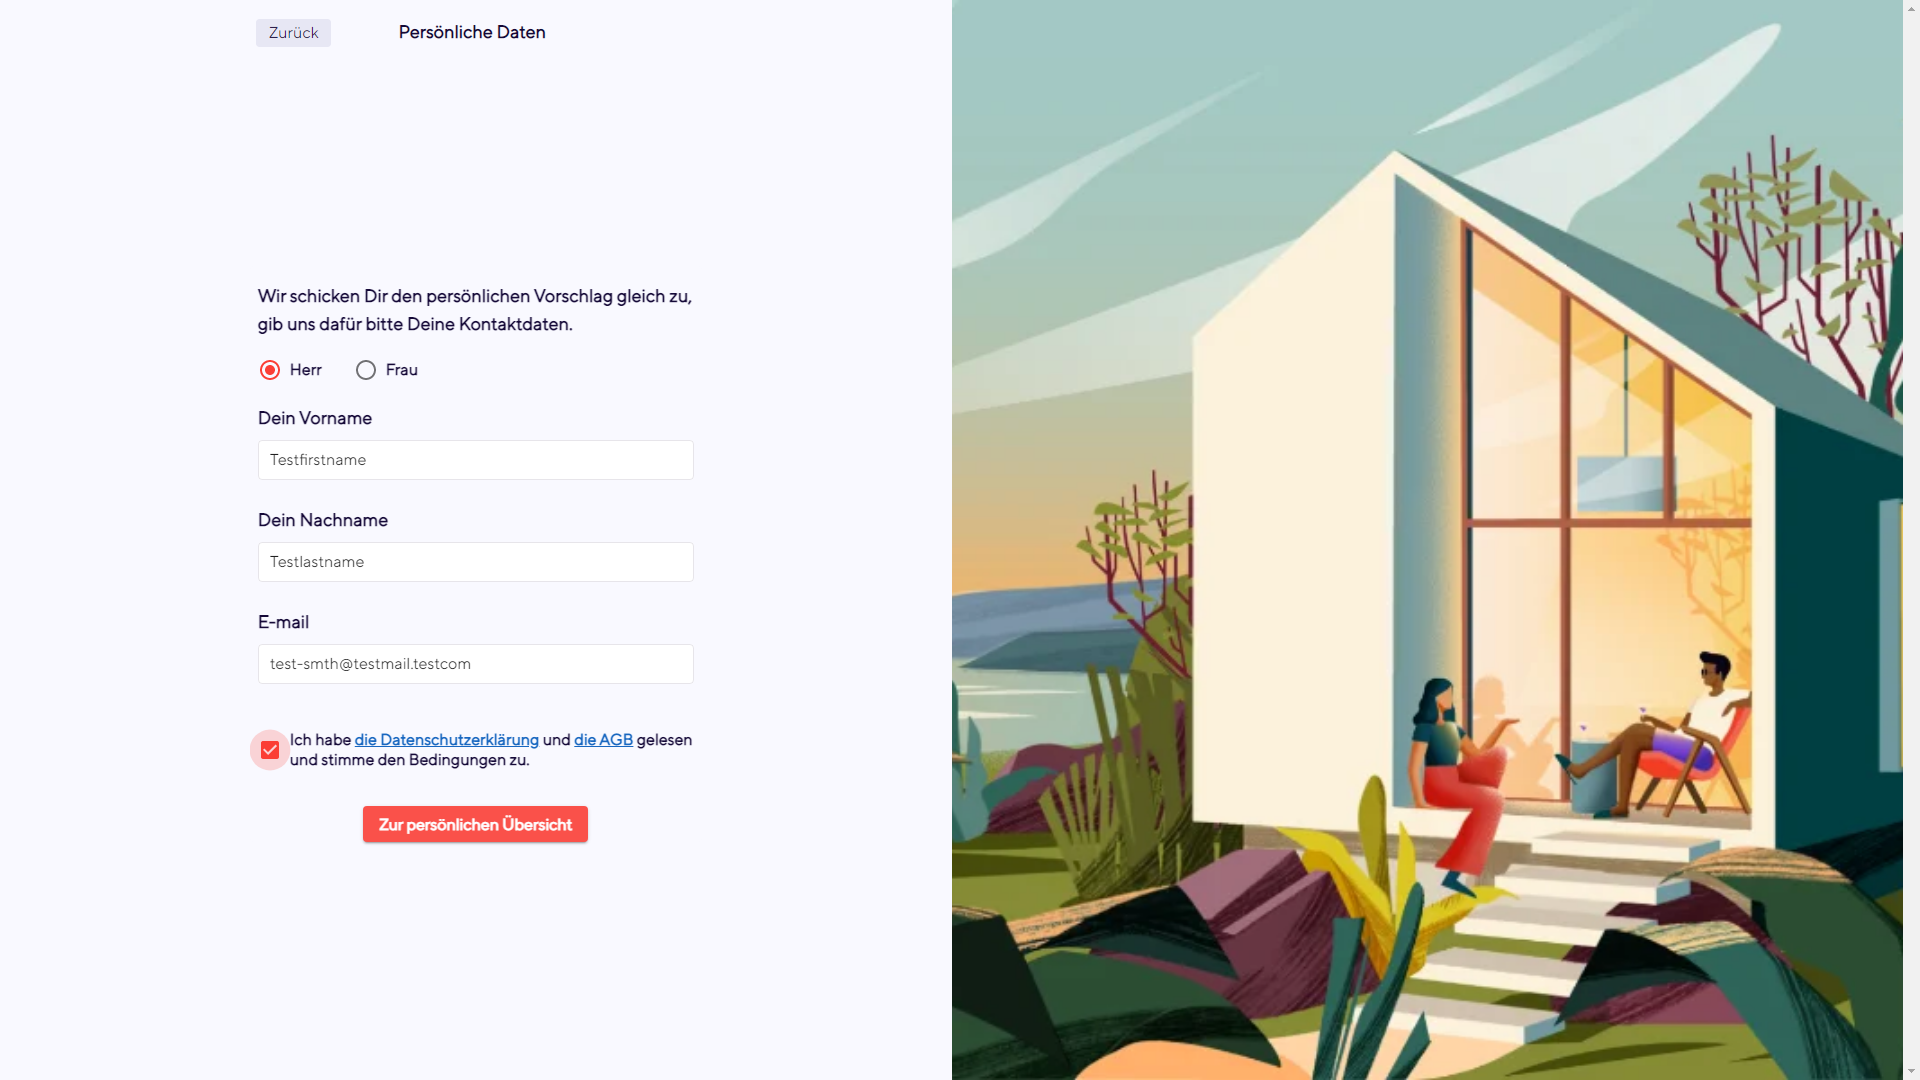 Zurück
Persönliche Daten
Wir schicken Dir den persönlichen Vorschlag gleich zu,
gib uns dafür bitte Deine Kontaktdaten.
Herr
Frau
Dein Vorname
Testfirstname
Dein Nachname
Testlastname
E-mail
test-smth@testmail.testcom
Ich habe die Datenschutzerklärung und die AGB gelesen
und stimme den Bedingungen zu.
Zur persönlichen Übersicht